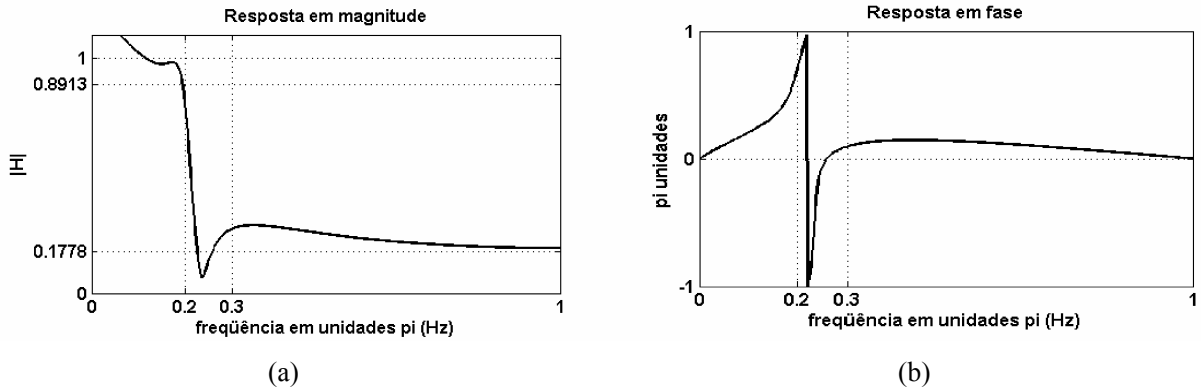 Resposta em magnitude
1
0.8913
|H|
0.1778
0
0 0.2 0.3 1
freqüência em unidades pi (Hz)
(a)
Resposta em fase
1
pi unidades
0
-1
0 0.2 0.3 1
freqüência em unidades pi (Hz)
(b)